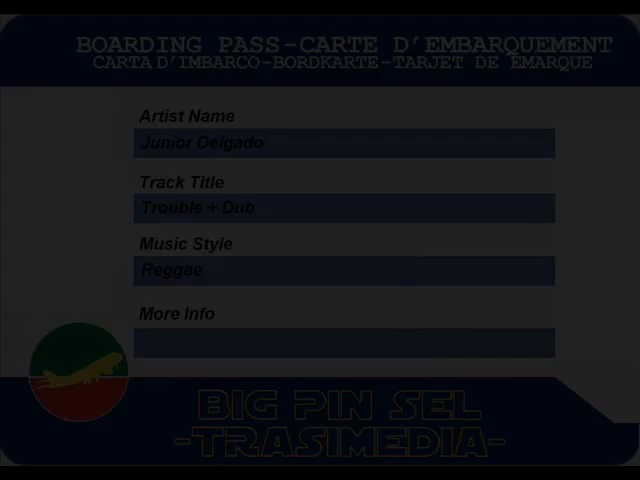 BOARDING PASS-CARTE D'EMBARQUEMENT
CARTA D'IMBARCO-BORDKARTE-TARJET DE EMARQUE
Artist Name
Junior Delgado
Track Title
Trouble + Dub
Music Style
Reggae
More Info
BIG PIN SEL
-TRASIMEDIA-